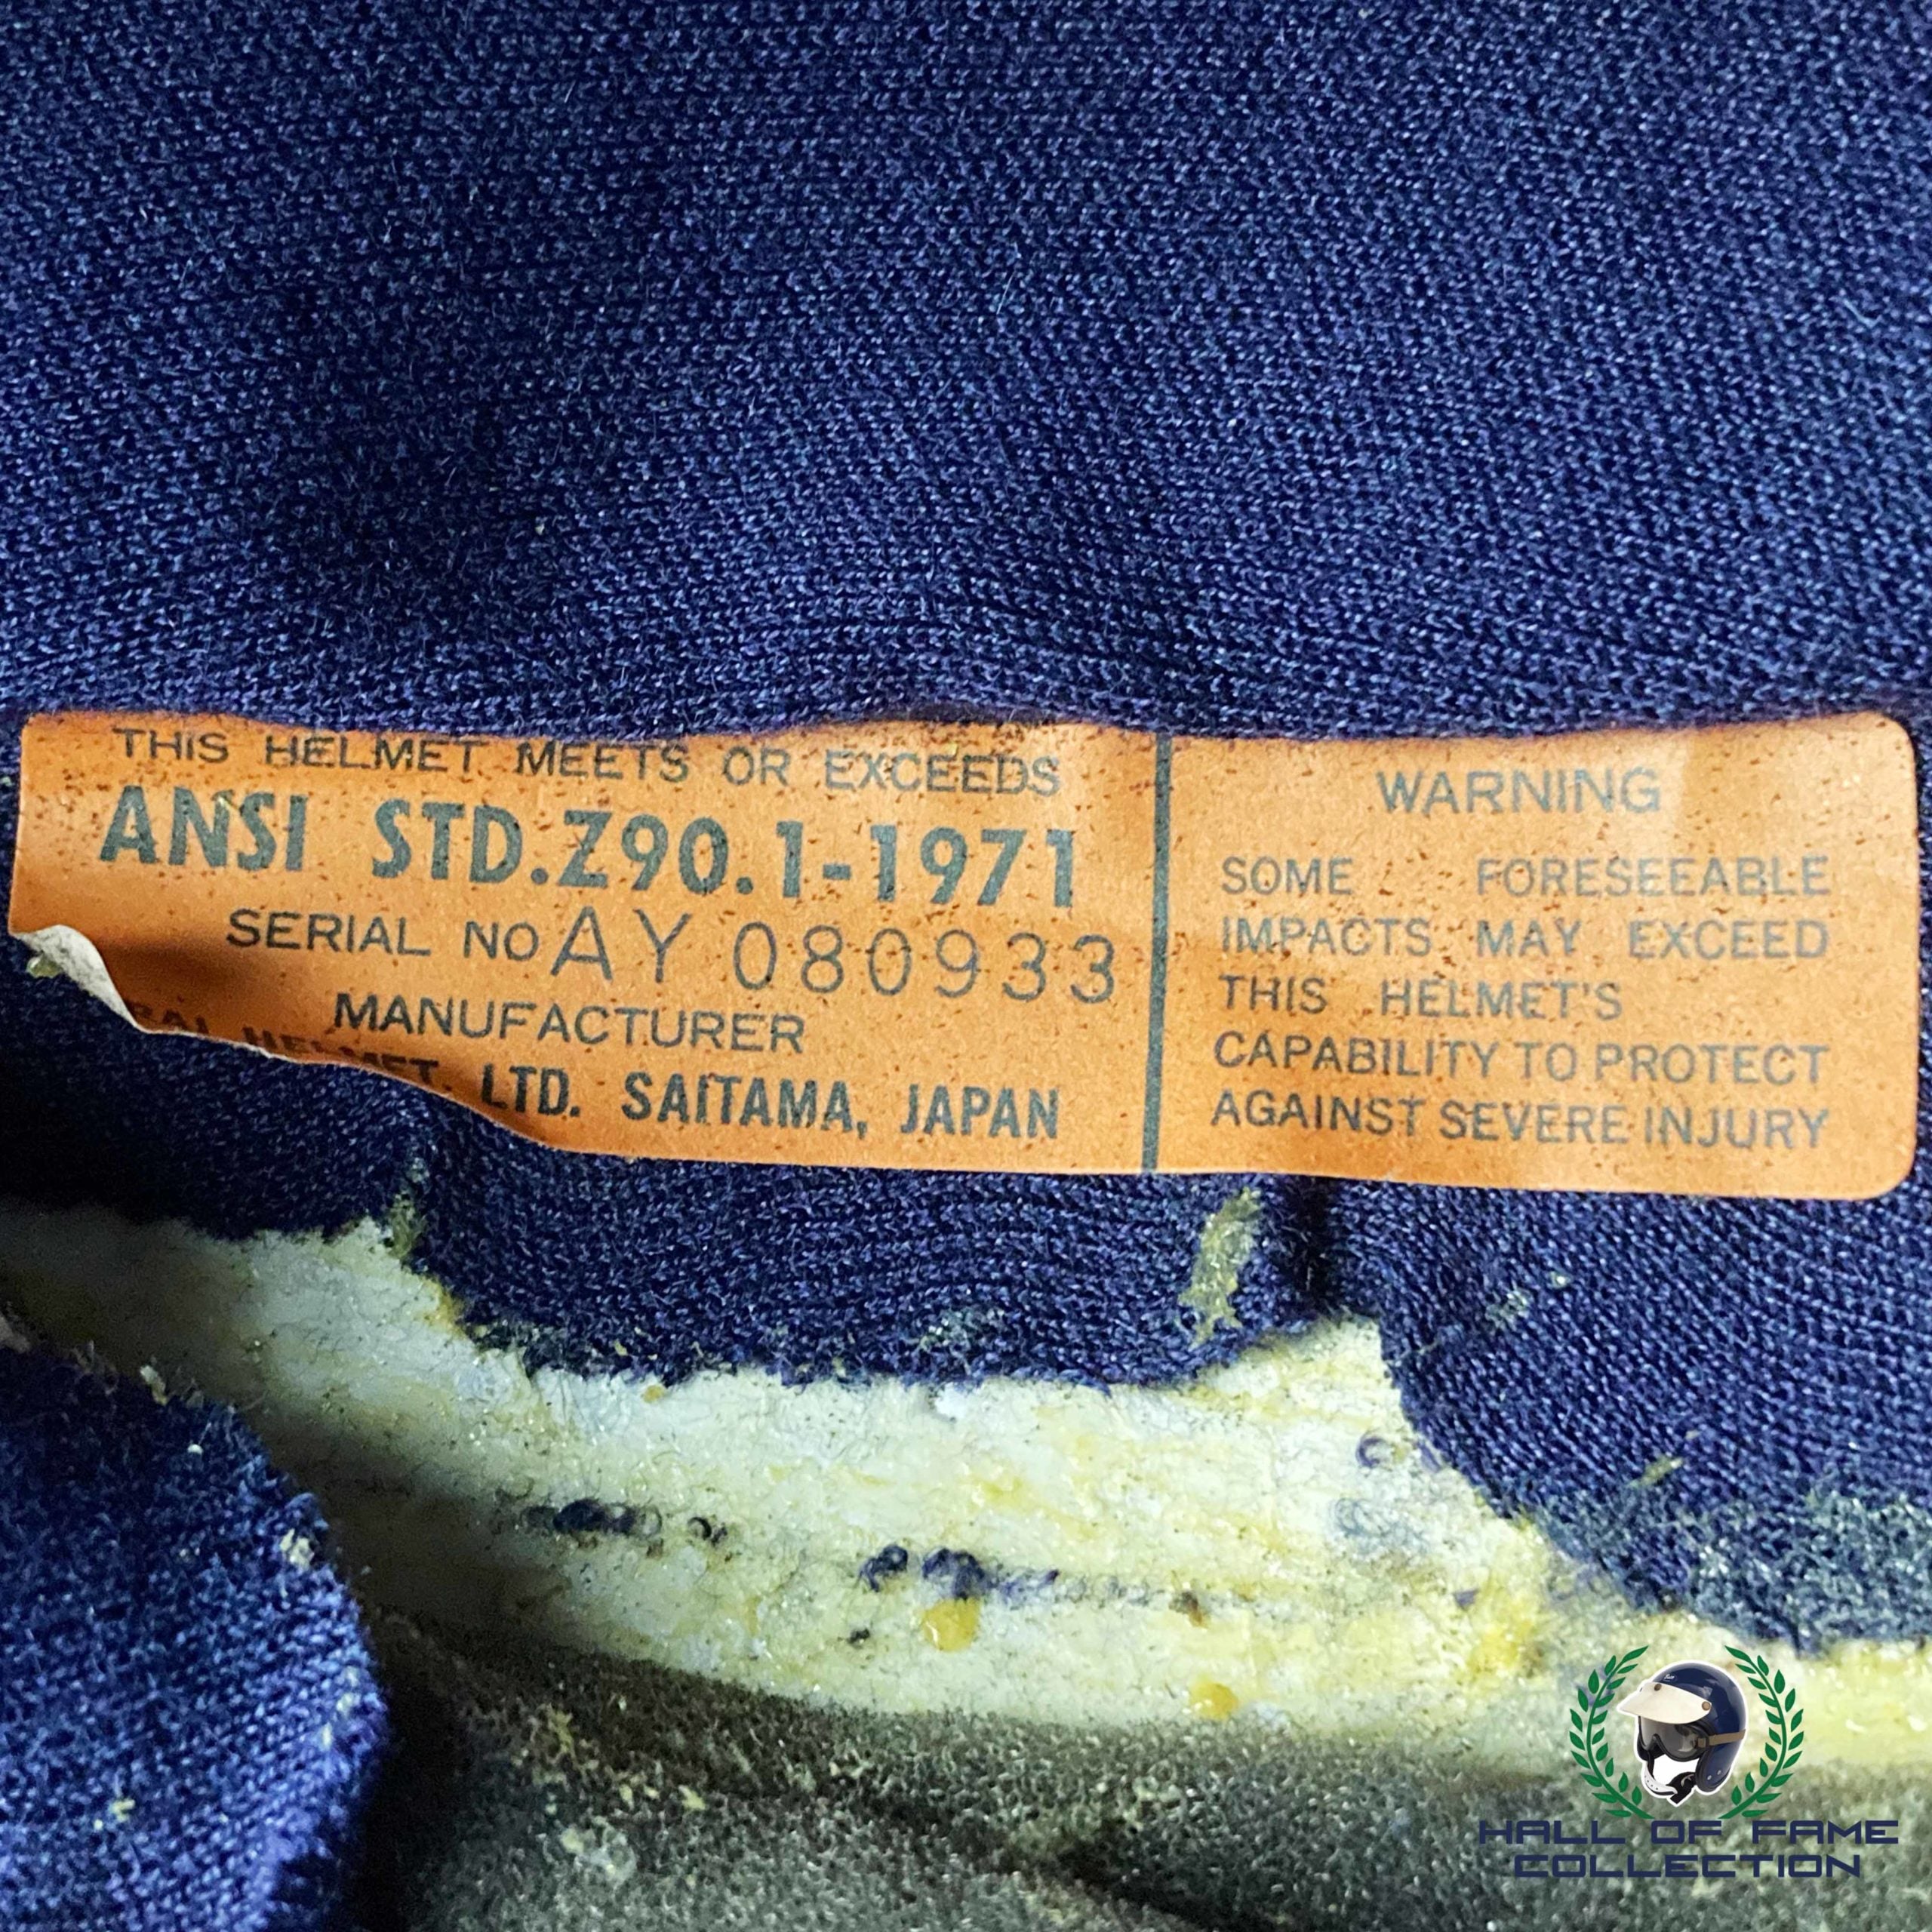 THIS HELMET MEETS OR EXCEEDS
ANSI STD.Z90.1-1971
SERIAL NO AY 080933
MANUFACTURER
HELMET. LTD. SAITAMA, JAPAN
WARNING
SOME FORESEEABLE
IMPACTS MAY EXCEED
THIS HELMET'S
CAPABILITY TO PROTECT
AGAINST SEVERE INJURY
HALL OF FAME
COLLECTION